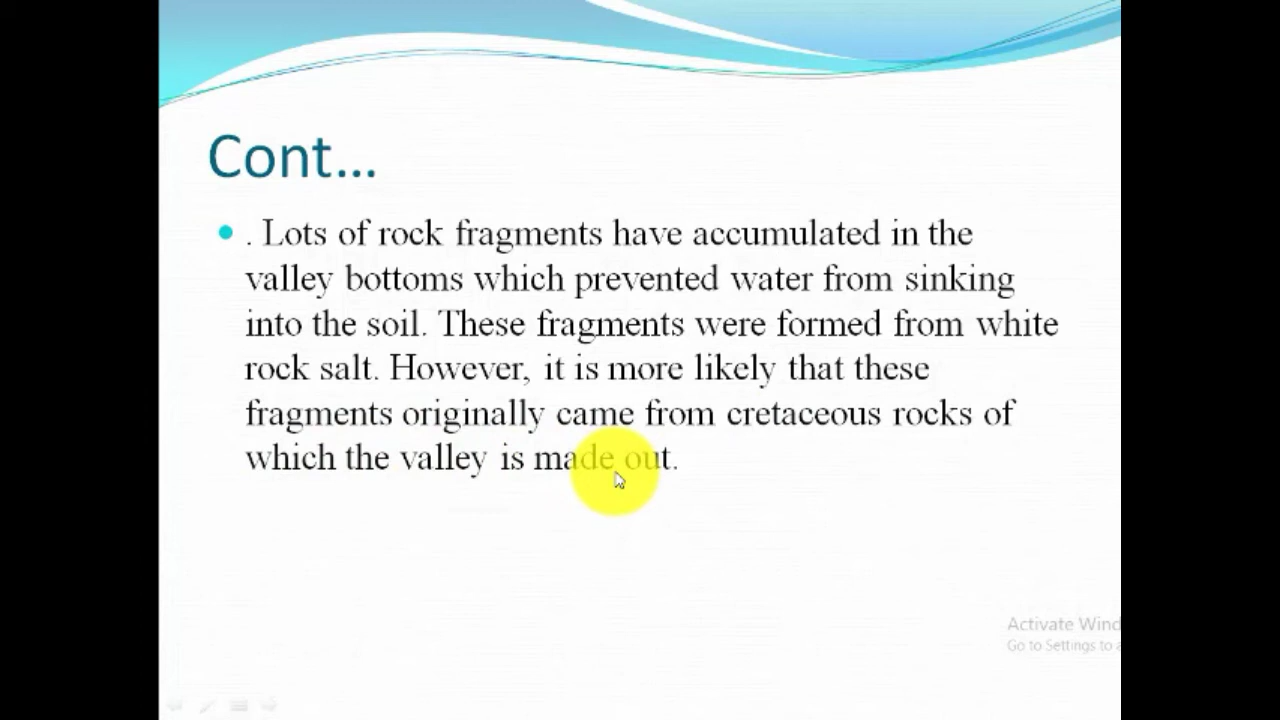 Cont...
. Lots of rock fragments have accumulated in the
valley bottoms which prevented water from sinking
into the soil. These fragments were formed from white
rock salt. However, it is more likely that these
fragments originally came from cretaceous rocks of
which the valley is made out.
Activate Wind
Go to Settings to a